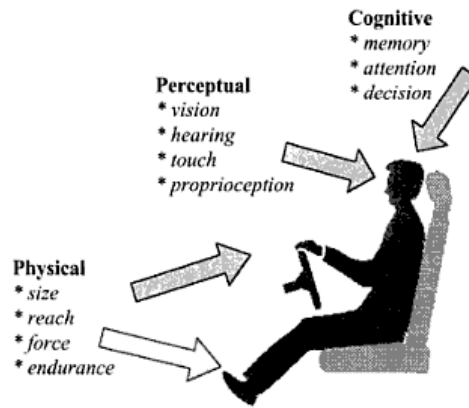 Cognitive
* memory
* attention
* decision
Perceptual
* vision
* hearing
* touch
* proprioception
Physical
* size
* reach
* force
* endurance